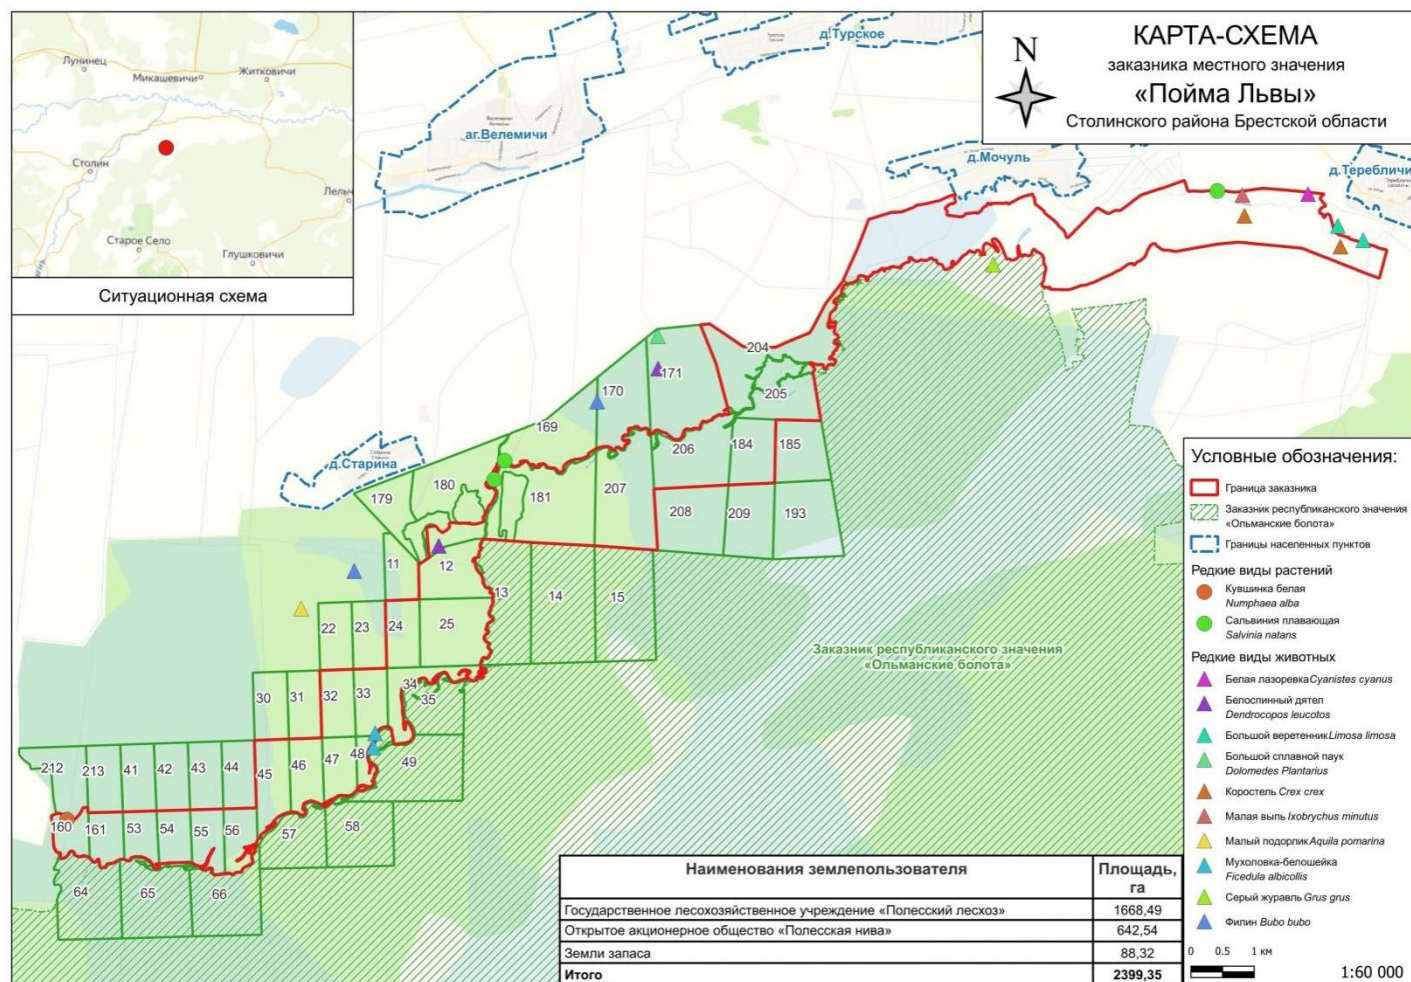 КАРТА-СХЕМА
заказника местного значения
«Пойма Львы»
Столинского района Брестской области
N
Лунинец
Микашевичи
Житковичи
Столин
Лельч
Старое Село
Глушковичи
Ситуационная схема
д.Турское
Велемичи
аг.Велемичи
д.Мочуль
д.Теребличи
д.Старина
204
171
170
205
169
206
184
185
180
179
181
207
208
209
193
11
12
13
14
15
22
23
24
25
30
31
32
33
34
35
212
213
41
42
43
44
45
46
47
48
49
160
161
53
54
55
56
57
58
64
65
66
Заказник республиканского значения
«Ольманские болота»
Условные обозначения:
Граница заказника
Заказник республиканского значения
«Ольманские болота»
Границы населенных пунктов
Редкие виды растений
Кувшинка белая
Numphaea alba
Сальвиния плавающая
Salvinia natans
Редкие виды животных
Белая лазоревка Cyanistes cyanus
Белоспинный дятел
Dendrocopos leucotos
Большой веретенник Limosa limosa
Большой сплавной паук
Dolomedes Plantarius
Коростель Crex crex
Малая выпь Ixobrychus minutus
Малый подорлик Aquila pomarina
Мухоловка-белошейка
Ficedula albicollis
Серый журавль Grus grus
Филин Bubo bubo
0 0.5 1 км
1:60 000
Наименования землепользователя Площадь, га
Государственное лесохозяйственное учреждение «Полесский лесхоз» 1668,49
Открытое акционерное общество «Полесская нива» 642,54
Земли запаса 88,32
Итого 2399,35